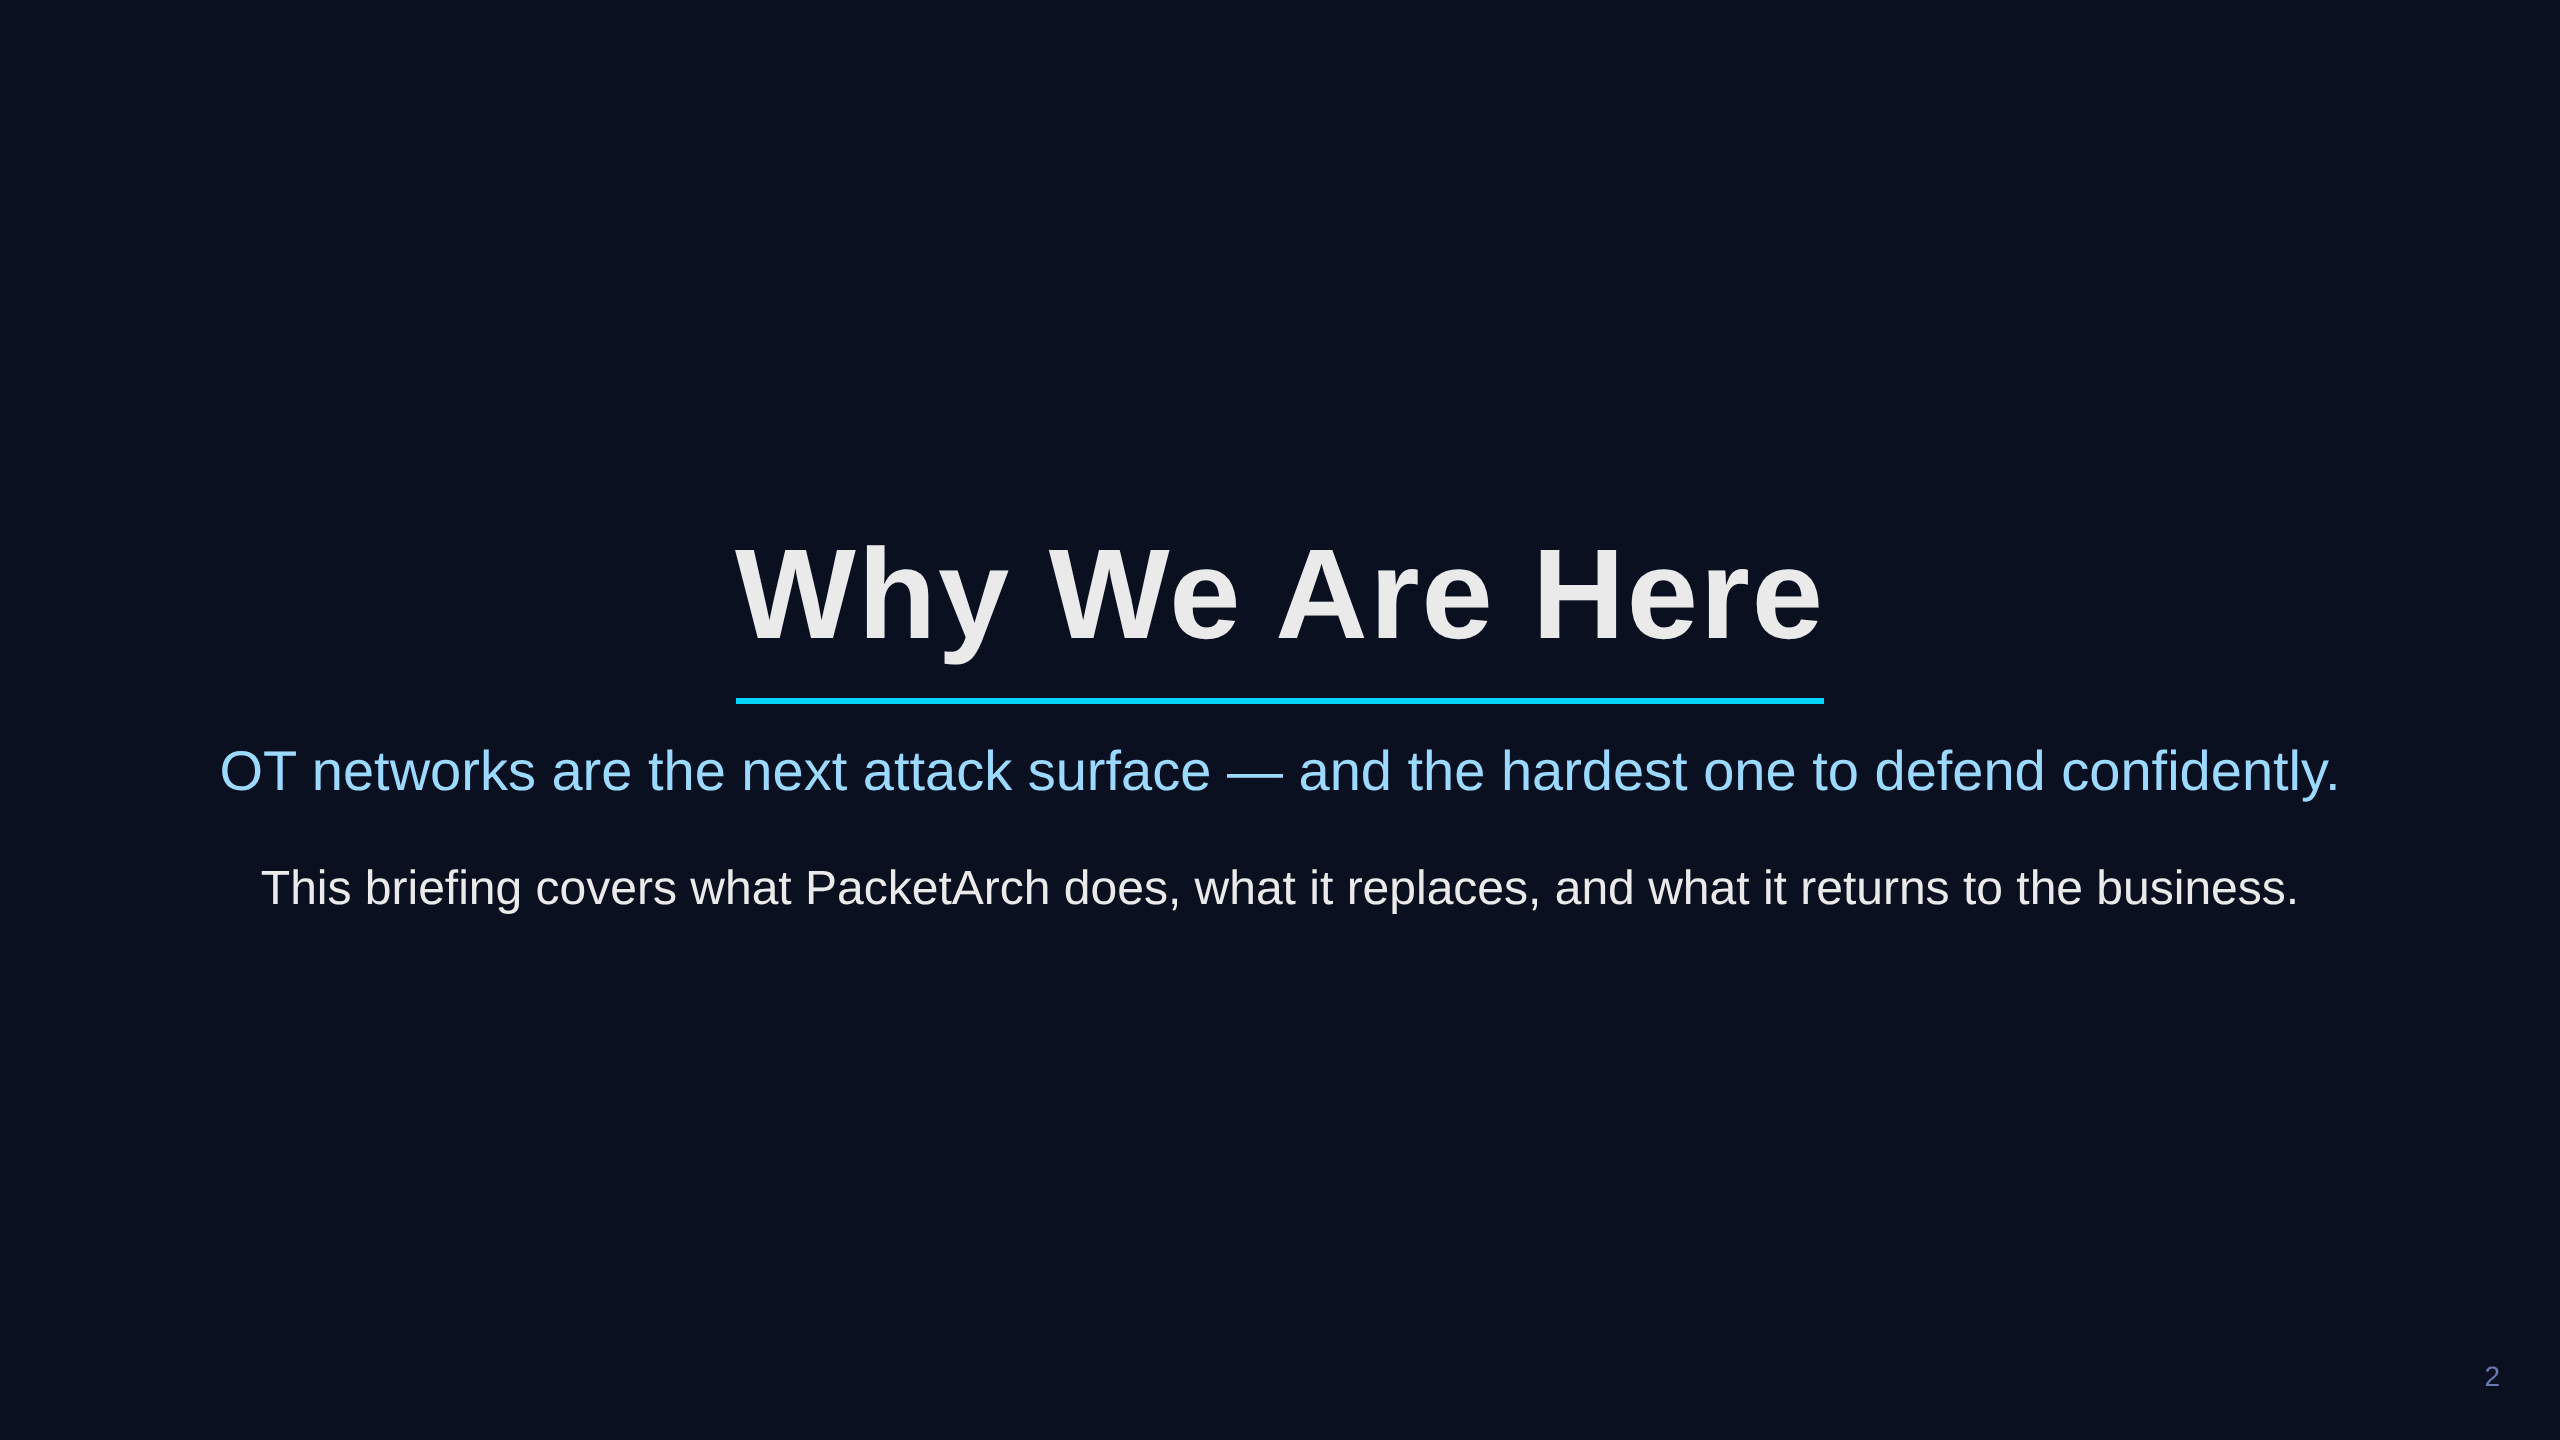 Why We Are Here
OT networks are the next attack surface — and the hardest one to defend confidently.
This briefing covers what PacketArch does, what it replaces, and what it returns to the business.
2